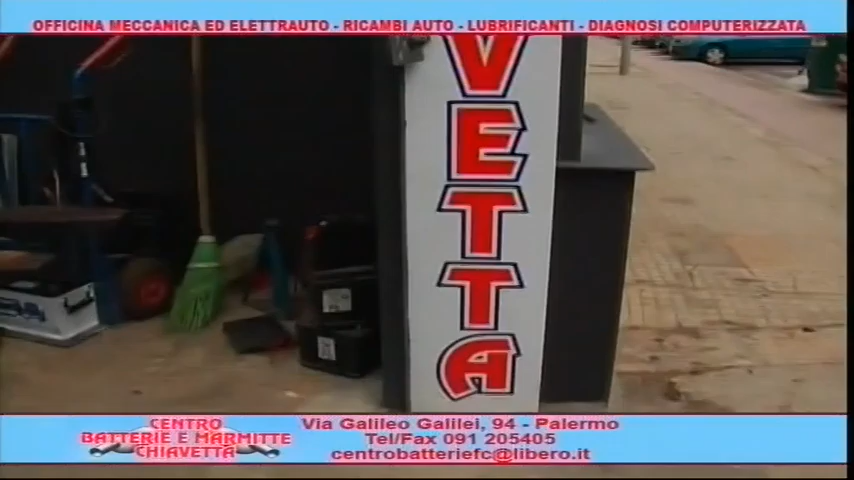 OFFICINA MECCANICA ED ELETTRAUTO - RICAMBI AUTO - LUBRIFICANTI - DIAGNOSI COMPUTERIZZATA
VETTA
CENTRO
BATTERIE E MARMITTE
CHIAVETTA
Via Galileo Galilei, 94 - Palermo
Tel/Fax 091 205405
centrobatteriefc@libero.it